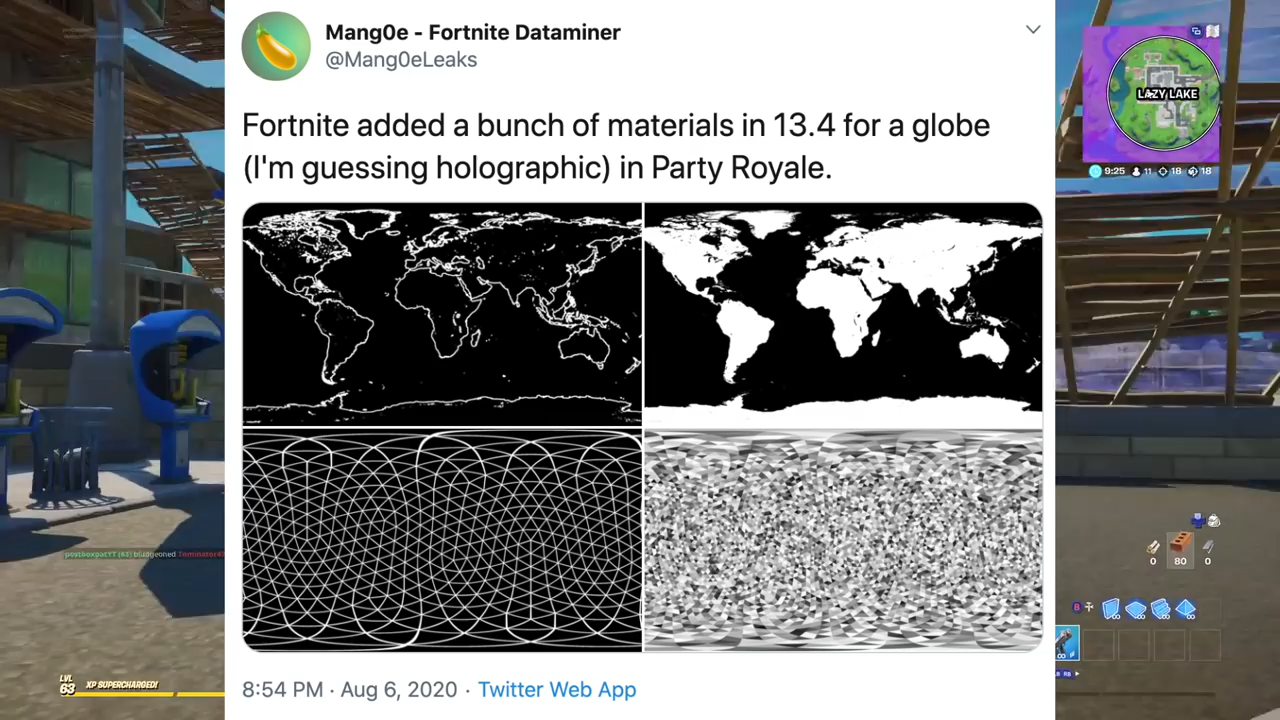 Mang0e - Fortnite Dataminer
@Mang0eLeaks
Fortnite added a bunch of materials in 13.4 for a globe
(I'm guessing holographic) in Party Royale.
8:54 PM · Aug 6, 2020 · Twitter Web App
LAZY LAKE
9:25 11 18 18
bludgeoned
LVL
63 XP SUPERCHARGED!
0 80 0
B
∞ ∞ ∞ ∞
∞
RB